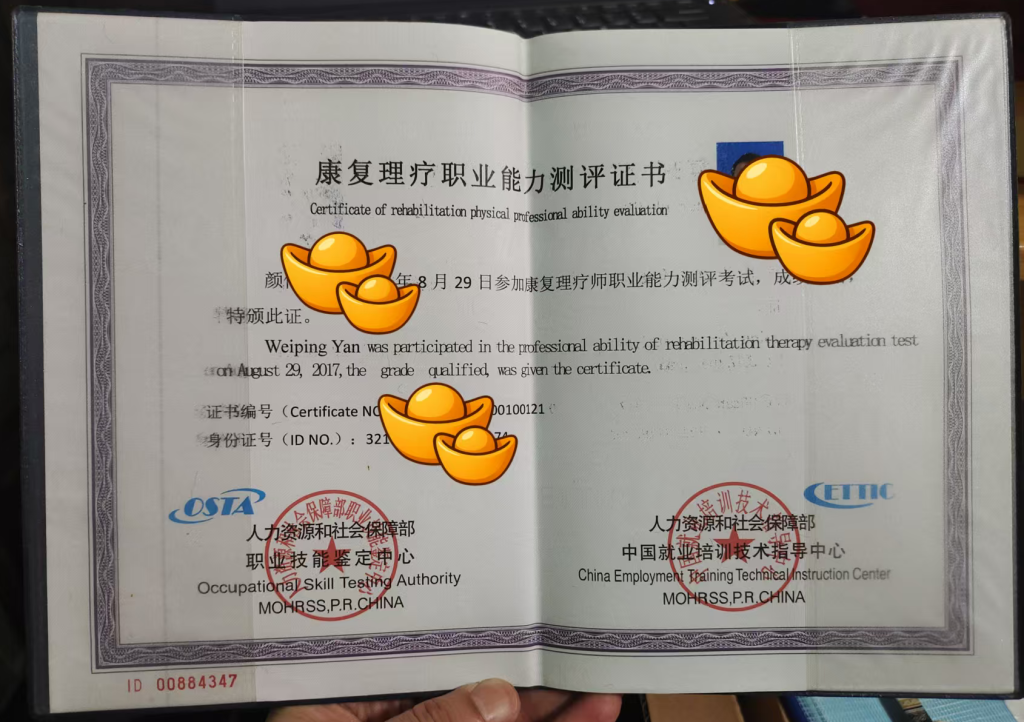 康复理疗职业能力测评证书
Certificate of rehabilitation physical professional ability evaluation
颜 年 8 月 29 日参加康复理疗师职业能力测评考试，成
特颁此证。
Weiping Yan was participated in the professional ability of rehabilitation therapy evaluation test
on August 29, 2017, the grade qualified, was given the certificate.
证书编号（Certificate NO 00100121
身份证号（ID NO.）：321
OSTA
人力资源和社会保障部
职业技能鉴定中心
Occupational Skill Testing Authority
MOHRSS,P.R.CHINA
CETTIC
人力资源和社会保障部
中国就业培训技术指导中心
China Employment Training Technical Instruction Center
MOHRSS,P.R.CHINA
ID 00884347